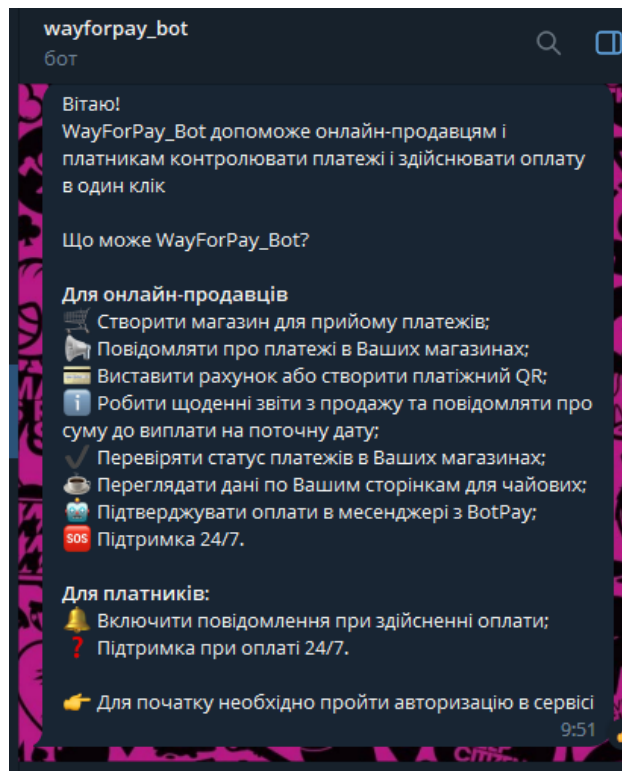 wayforpay_bot
бот
Вітаю!
WayForPay_Bot допоможе онлайн-продавцям і
платникам контролювати платежі і здійснювати оплату
в один клік
Що може WayForPay_Bot?
Для онлайн-продавців
🛒 Створити магазин для прийому платежів;
📢 Повідомляти про платежі в Ваших магазинах;
💳 Виставити рахунок або створити платіжний QR;
ℹ️ Робити щоденні звіти з продажу та повідомляти про
суму до виплати на поточну дату;
✔️ Перевіряти статус платежів в Ваших магазинах;
☕ Переглядати дані по Вашим сторінкам для чайових;
🤖 Підтверджувати оплати в месенджері з BotPay;
🆘 Підтримка 24/7.
Для платників:
🔔 Включити повідомлення при здійсненні оплати;
❓ Підтримка при оплаті 24/7.
👉 Для початку необхідно пройти авторизацію в сервісі
9:51